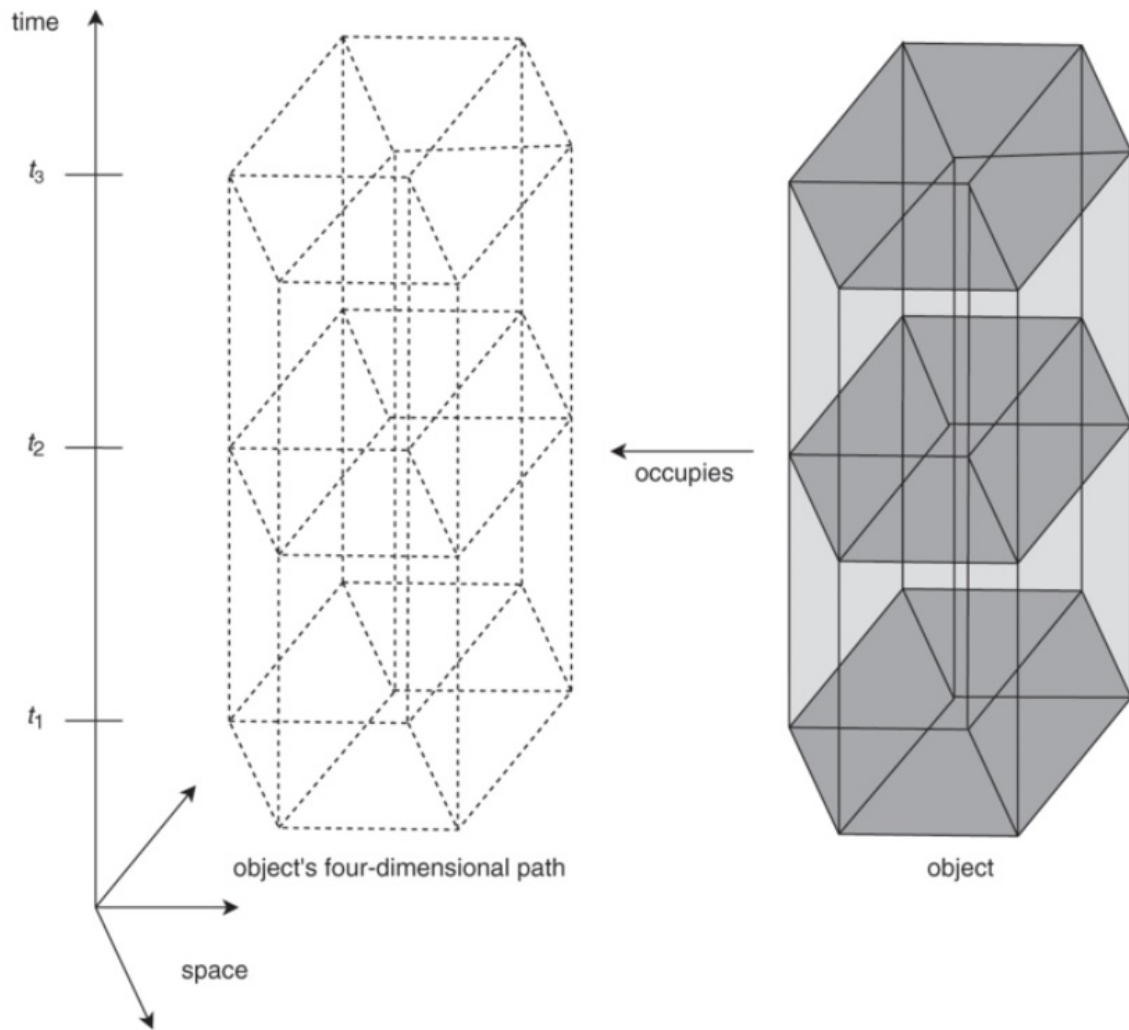 time
t3
t2
t1
occupies
object's four-dimensional path
object
space